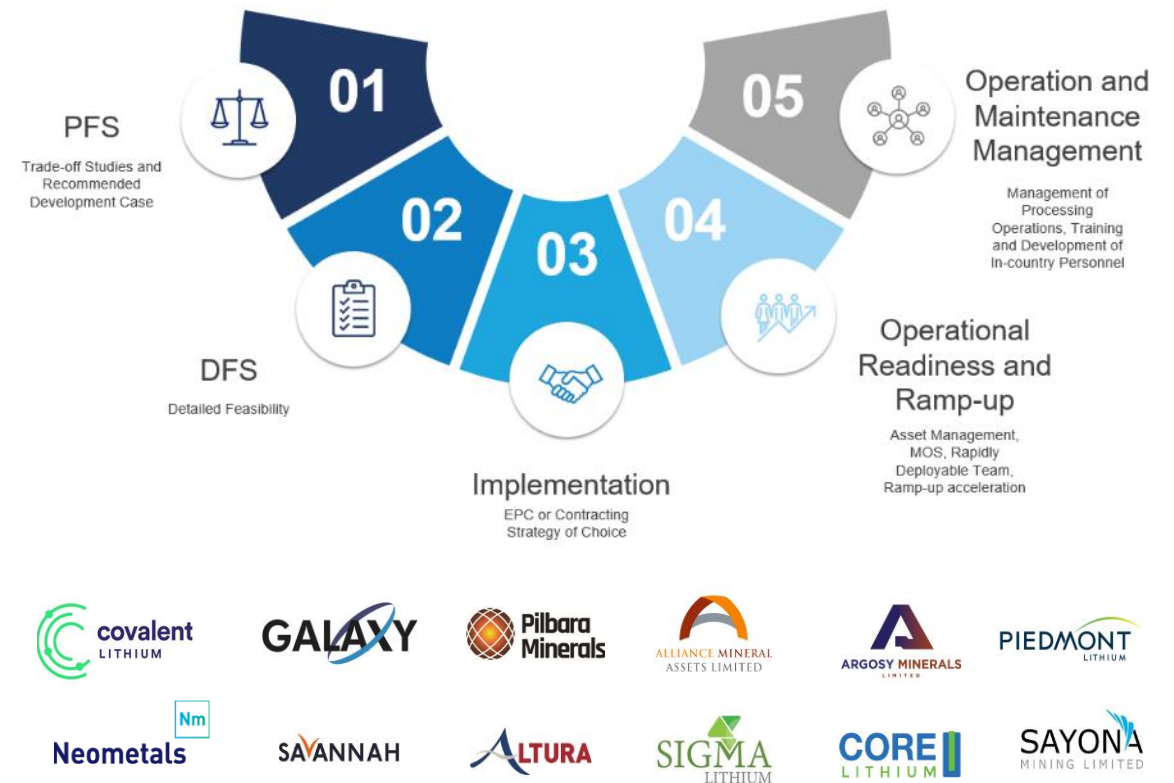 01
PFS
Trade-off Studies and
Recommended
Development Case
02
DFS
Detailed Feasibility
03
Implementation
EPC or Contracting
Strategy of Choice
04
Operational
Readiness and
Ramp-up
Asset Management,
MOS, Rapidly
Deployable Team,
Ramp-up acceleration
05
Operation and
Maintenance
Management
Management of
Processing
Operations, Training
and Development of
In-country Personnel
covalent
LITHIUM
GALAXY
Pilbara
Minerals
ALLIANCE MINERAL
ASSETS LIMITED
ARGOSY MINERALS
LIMITED
PIEDMONT
LITHIUM
Nm
Neometals
SAVANNAH
ALTURA
SIGMA
LITHIUM
CORE
LITHIUM
SAYONA
MINING LIMITED